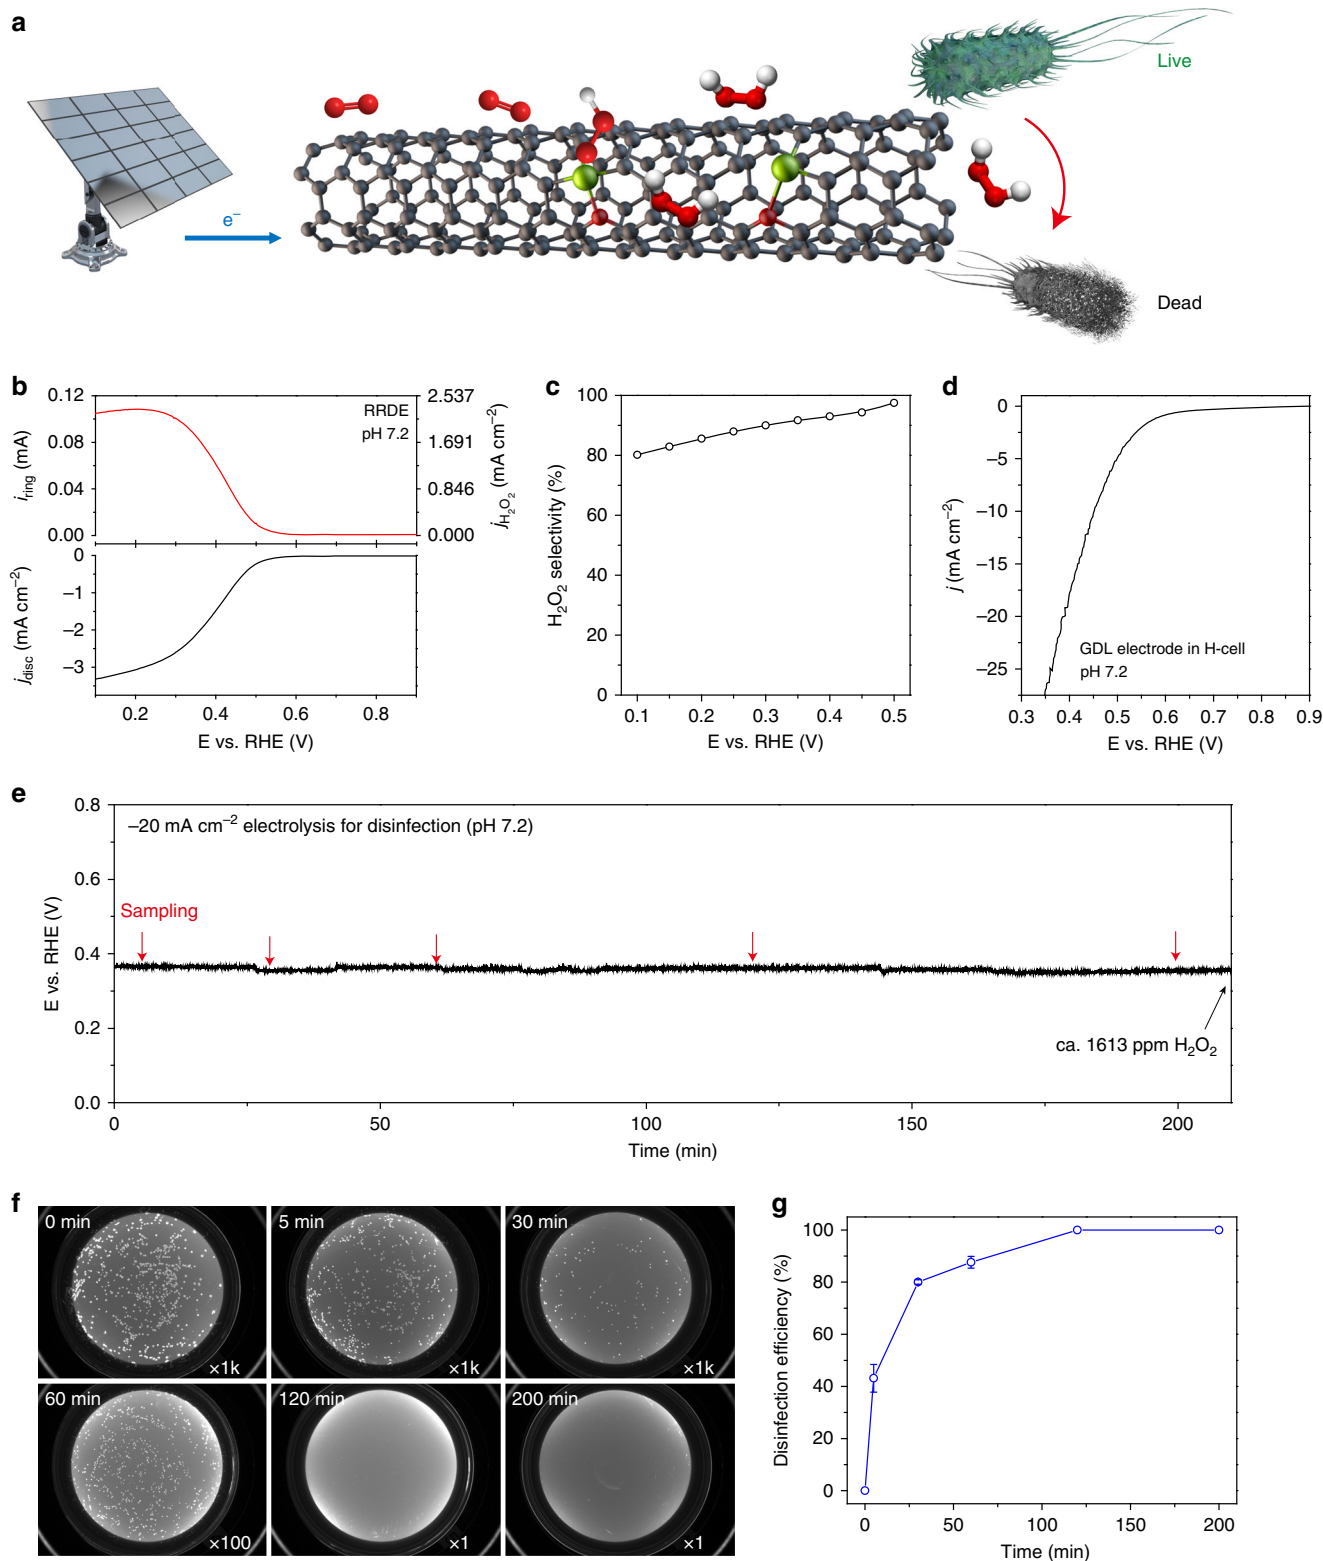 a
Live
e⁻
Dead
b
0.12
0.08
0.04
0.00
i_ring (mA)
RRDE
pH 7.2
2.537
1.691
0.846
0.000
j_H₂O₂ (mA cm⁻²)
0
−1
−2
−3
j_disc (mA cm⁻²)
0.2 0.4 0.6 0.8
E vs. RHE (V)
c
100
80
60
40
20
0
H₂O₂ selectivity (%)
0.1 0.2 0.3 0.4 0.5
E vs. RHE (V)
d
0
−5
−10
−15
−20
−25
j (mA cm⁻²)
GDL electrode in H-cell
pH 7.2
0.3 0.4 0.5 0.6 0.7 0.8 0.9
E vs. RHE (V)
e
0.8
0.6
0.4
0.2
0.0
E vs. RHE (V)
−20 mA cm⁻² electrolysis for disinfection (pH 7.2)
Sampling
ca. 1613 ppm H₂O₂
0 50 100 150 200
Time (min)
f
0 min
×1k
5 min
×1k
30 min
×1k
60 min
×100
120 min
×1
200 min
×1
g
100
80
60
40
20
0
Disinfection efficiency (%)
0 50 100 150 200
Time (min)